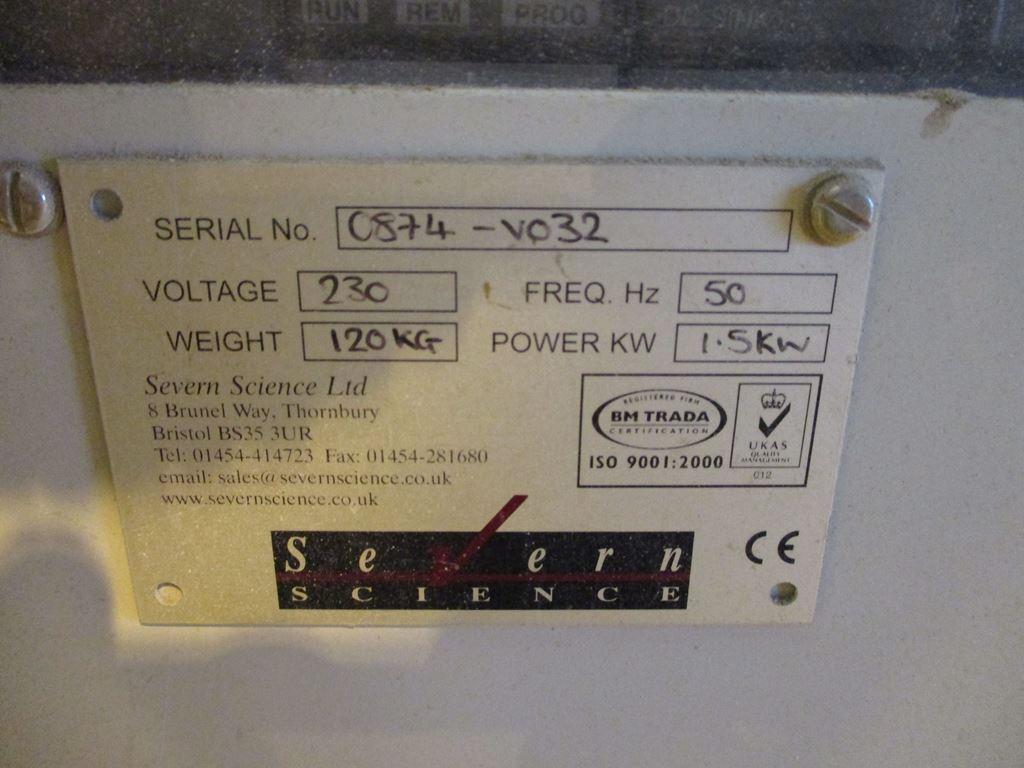 RUN REM PROG
SERIAL No. C874-V032
VOLTAGE 230 FREQ. Hz 50
WEIGHT 120KG POWER KW 1.5KW
Severn Science Ltd
8 Brunel Way, Thornbury
Bristol BS35 3UR
Tel: 01454-414723 Fax: 01454-281680
email: sales@severnscience.co.uk
www.severnscience.co.uk
REGISTERED FIRM
BM TRADA
CERTIFICATION
ISO 9001:2000
UKAS
QUALITY
MANAGEMENT
012
Severn
SCIENCE
CE